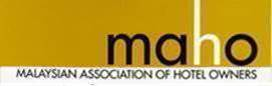 maho
MALAYSIAN ASSOCIATION OF HOTEL OWNERS